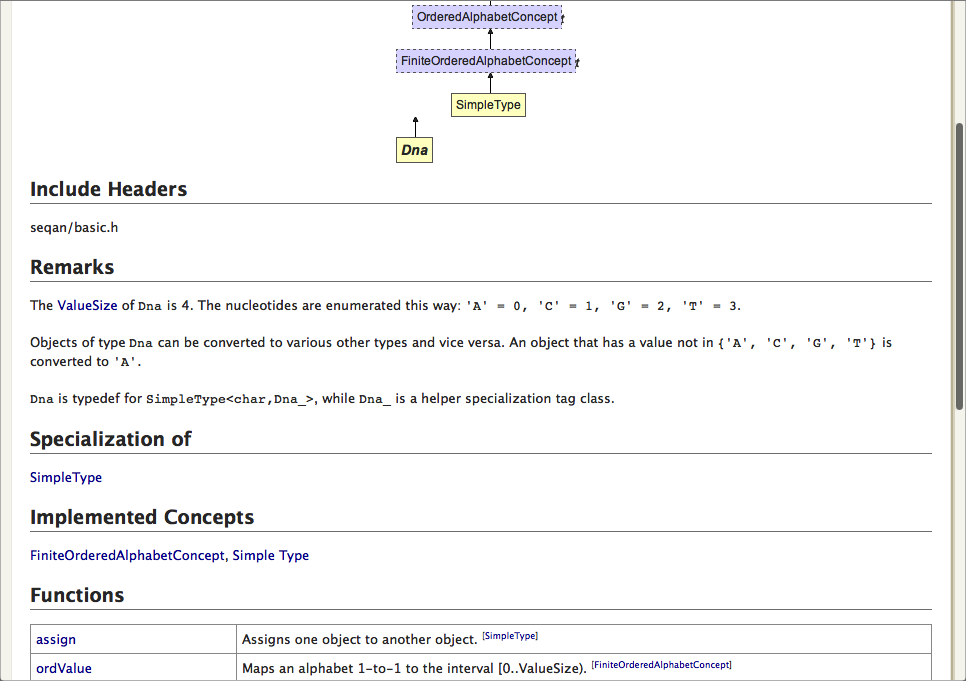 OrderedAlphabetConcept
FiniteOrderedAlphabetConcept
SimpleType
Dna
Include Headers
seqan/basic.h
Remarks
The ValueSize of Dna is 4. The nucleotides are enumerated this way: 'A' = 0, 'C' = 1, 'G' = 2, 'T' = 3.
Objects of type Dna can be converted to various other types and vice versa. An object that has a value not in {'A', 'C', 'G', 'T'} is
converted to 'A'.
Dna is typedef for SimpleType<char,Dna_>, while Dna_ is a helper specialization tag class.
Specialization of
SimpleType
Implemented Concepts
FiniteOrderedAlphabetConcept, Simple Type
Functions
assign Assigns one object to another object. [SimpleType]
ordValue Maps an alphabet 1-to-1 to the interval [0..ValueSize). [FiniteOrderedAlphabetConcept]